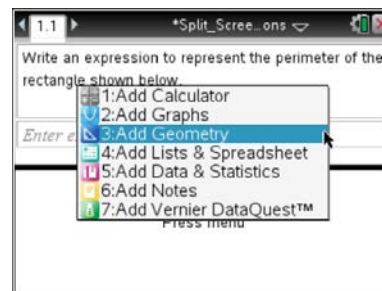 1.1
*Split_Scree...ons
Write an expression to represent the perimeter of the
rectangle shown below.
1:Add Calculator
2:Add Graphs
Enter e
3:Add Geometry
4:Add Lists & Spreadsheet
5:Add Data & Statistics
6:Add Notes
7:Add Vernier DataQuest™
Press menu